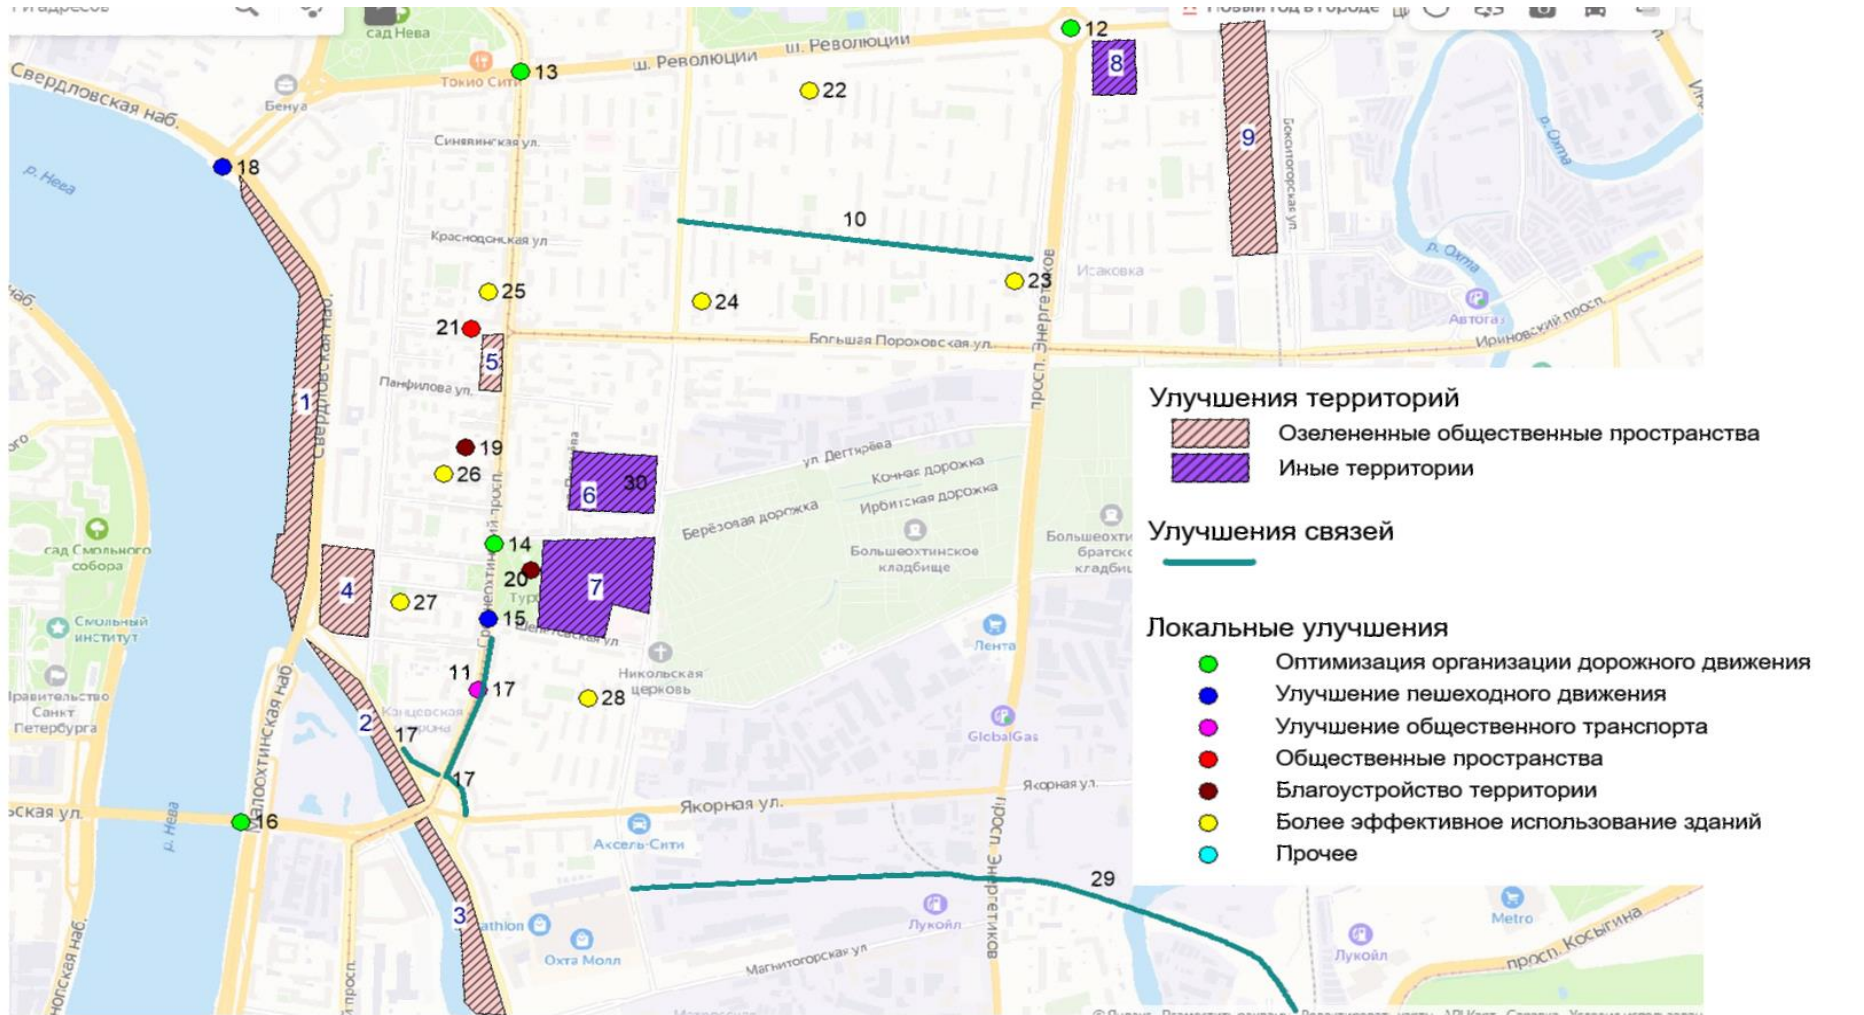 сад Нева
Новый год в городе
12
ш. Революции
ш. Революции
13
Токио Сити
8
22
Бенуа
Свердловская наб.
9
Синявинская ул.
Бокситогорская ул.
р. Охта
18
р. Нева
10
Краснодонская ул
р. Охта
Исаковка
23
25
24
Автогаз
21
Ириновский просп.
Большая Пороховская ул.
просп. Энергетиков
5
Панфилова ул.
1
Свердловская наб.
Улучшения территорий
Озелененные общественные пространства
Иные территории
Улучшения связей
Локальные улучшения
Оптимизация организации дорожного движения
Улучшение пешеходного движения
Улучшение общественного транспорта
Общественные пространства
Благоустройство территории
Более эффективное использование зданий
Прочее
19
26
ул. Дегтярёва
Кочная дорожка
Ирбитская дорожка
Берёзовая дорожка
30
6
14
Большеохтинское
кладбище
сад Смольного
собора
20
7
4
27
15
Смольный
институт
Лента
Никольская
церковь
11
17
28
Санкт
Петербурга
2
17
GlobalGas
17
Малоохтинская наб.
Якорная ул.
Якорная ул.
16
р. Нева
Аксель-Сити
просп. Энергетиков
29
3
Лукойл
Охта Молл
Магнитогорская ул
Metro
Лукойл
просп. Косыгина